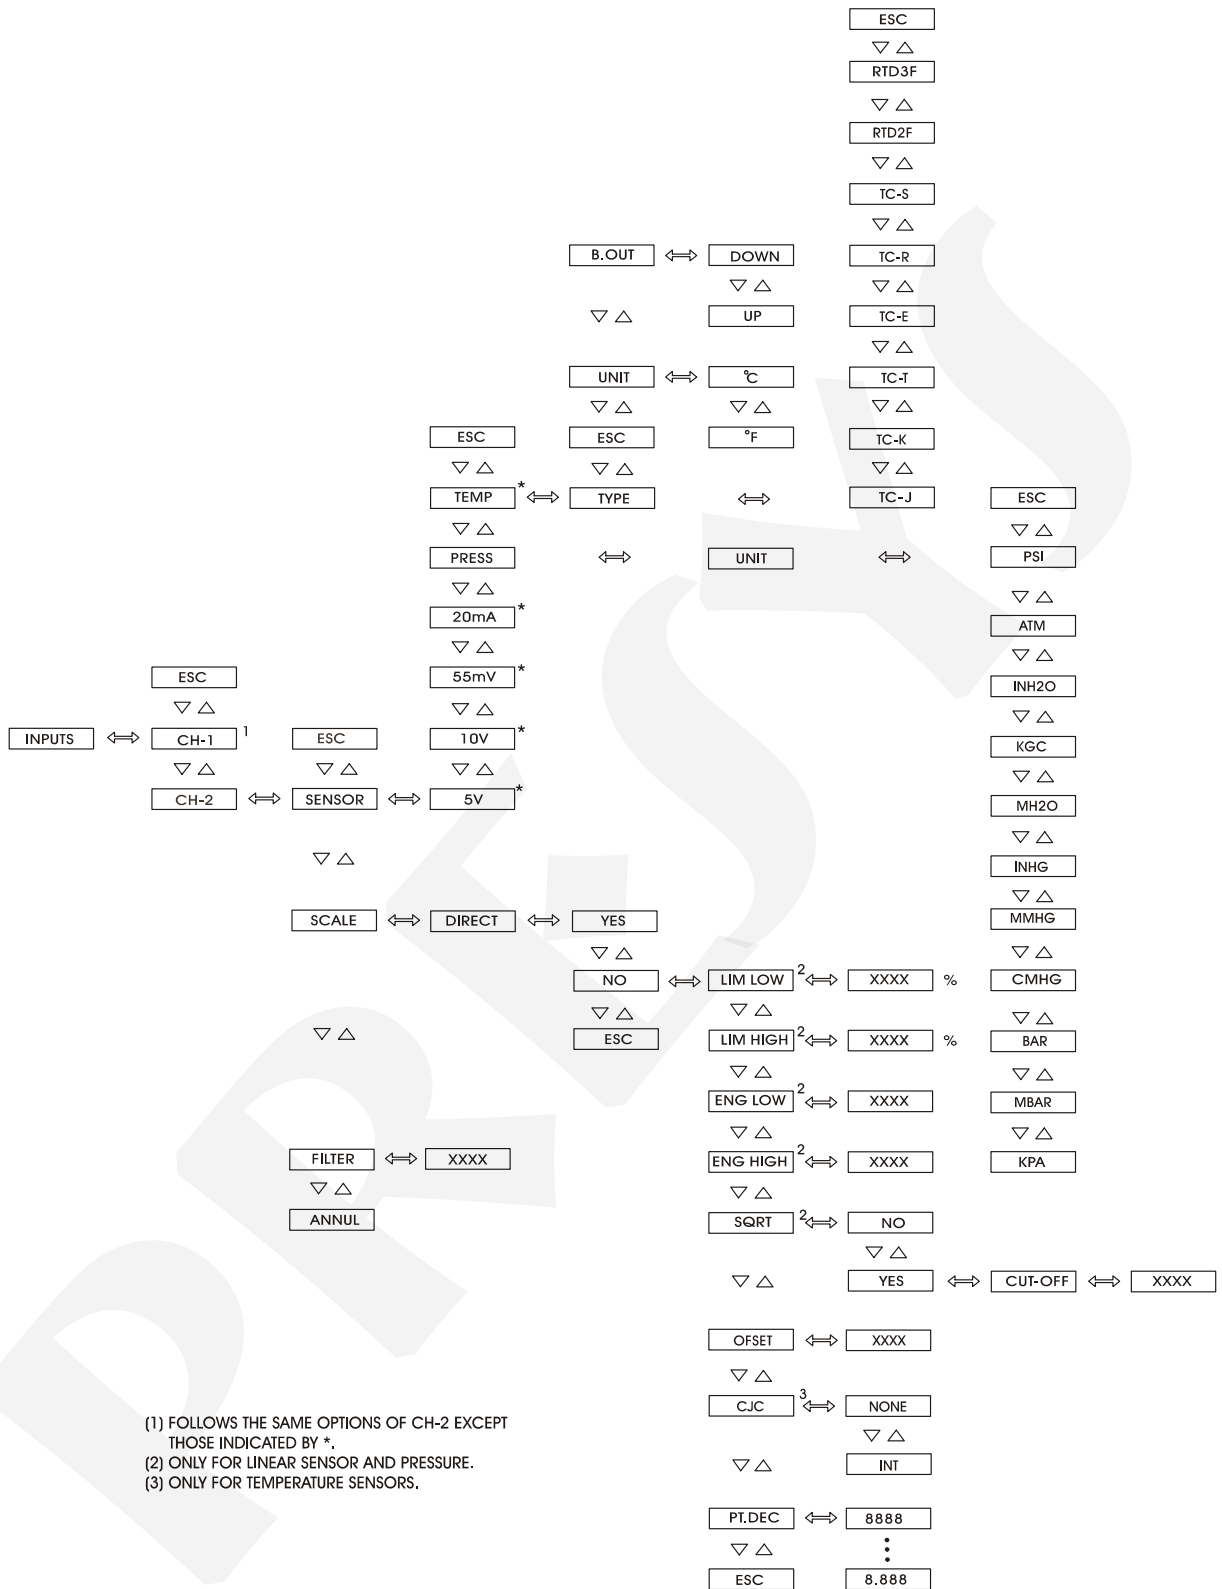 ESC
RTD3F
RTD2F
TC-S
B.OUT DOWN TC-R
UP TC-E
UNIT °C TC-T
ESC ESC °F TC-K
TEMP * TYPE TC-J ESC
PRESS UNIT PSI
20mA * ATM
ESC 55mV * INH2O
INPUTS CH-1 1 ESC 10V * KGC
CH-2 SENSOR 5V * MH2O
INHG
SCALE DIRECT YES MMHG
NO LIM LOW 2 XXXX % CMHG
ESC LIM HIGH 2 XXXX % BAR
ENG LOW 2 XXXX MBAR
FILTER XXXX ENG HIGH 2 XXXX KPA
ANNUL SQRT 2 NO
YES CUT-OFF XXXX
OFSET XXXX
CJC 3 NONE
INT
PT.DEC 8888
ESC 8.888
(1) FOLLOWS THE SAME OPTIONS OF CH-2 EXCEPT
THOSE INDICATED BY *.
(2) ONLY FOR LINEAR SENSOR AND PRESSURE.
(3) ONLY FOR TEMPERATURE SENSORS.
PRESYS